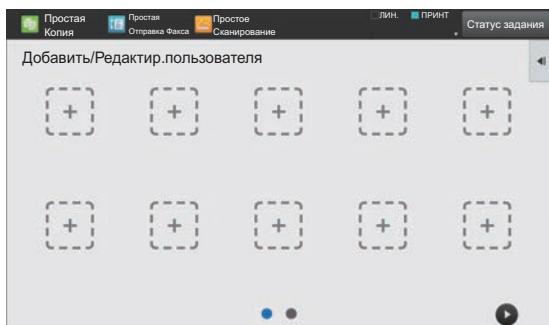 Простая
Копия
Простая
Отправка Факса
Простое
Сканирование
ЛИН.
ПРИНТ
Статус задания
Добавить/Редактир.пользователя